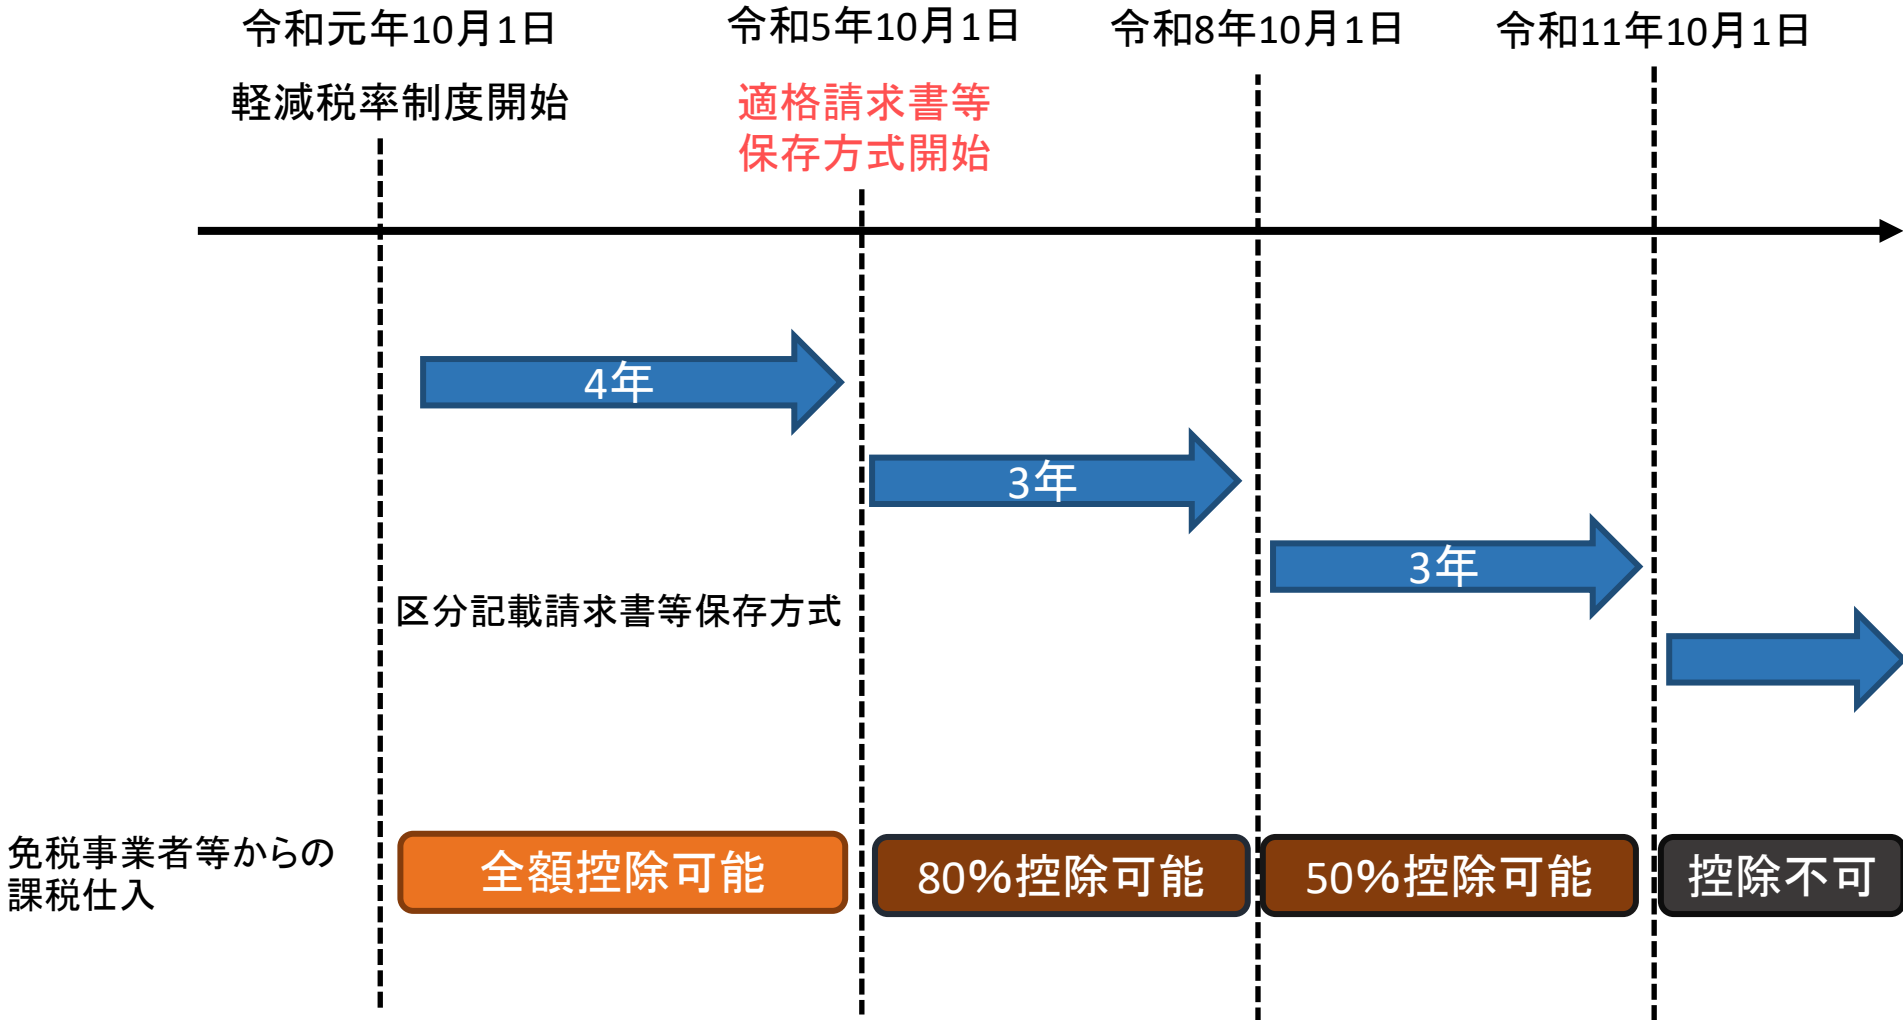 令和元年10月1日
令和5年10月1日
令和8年10月1日
令和11年10月1日
軽減税率制度開始
適格請求書等
保存方式開始
4年
3年
3年
区分記載請求書等保存方式
免税事業者等からの
課税仕入
全額控除可能
80%控除可能
50%控除可能
控除不可